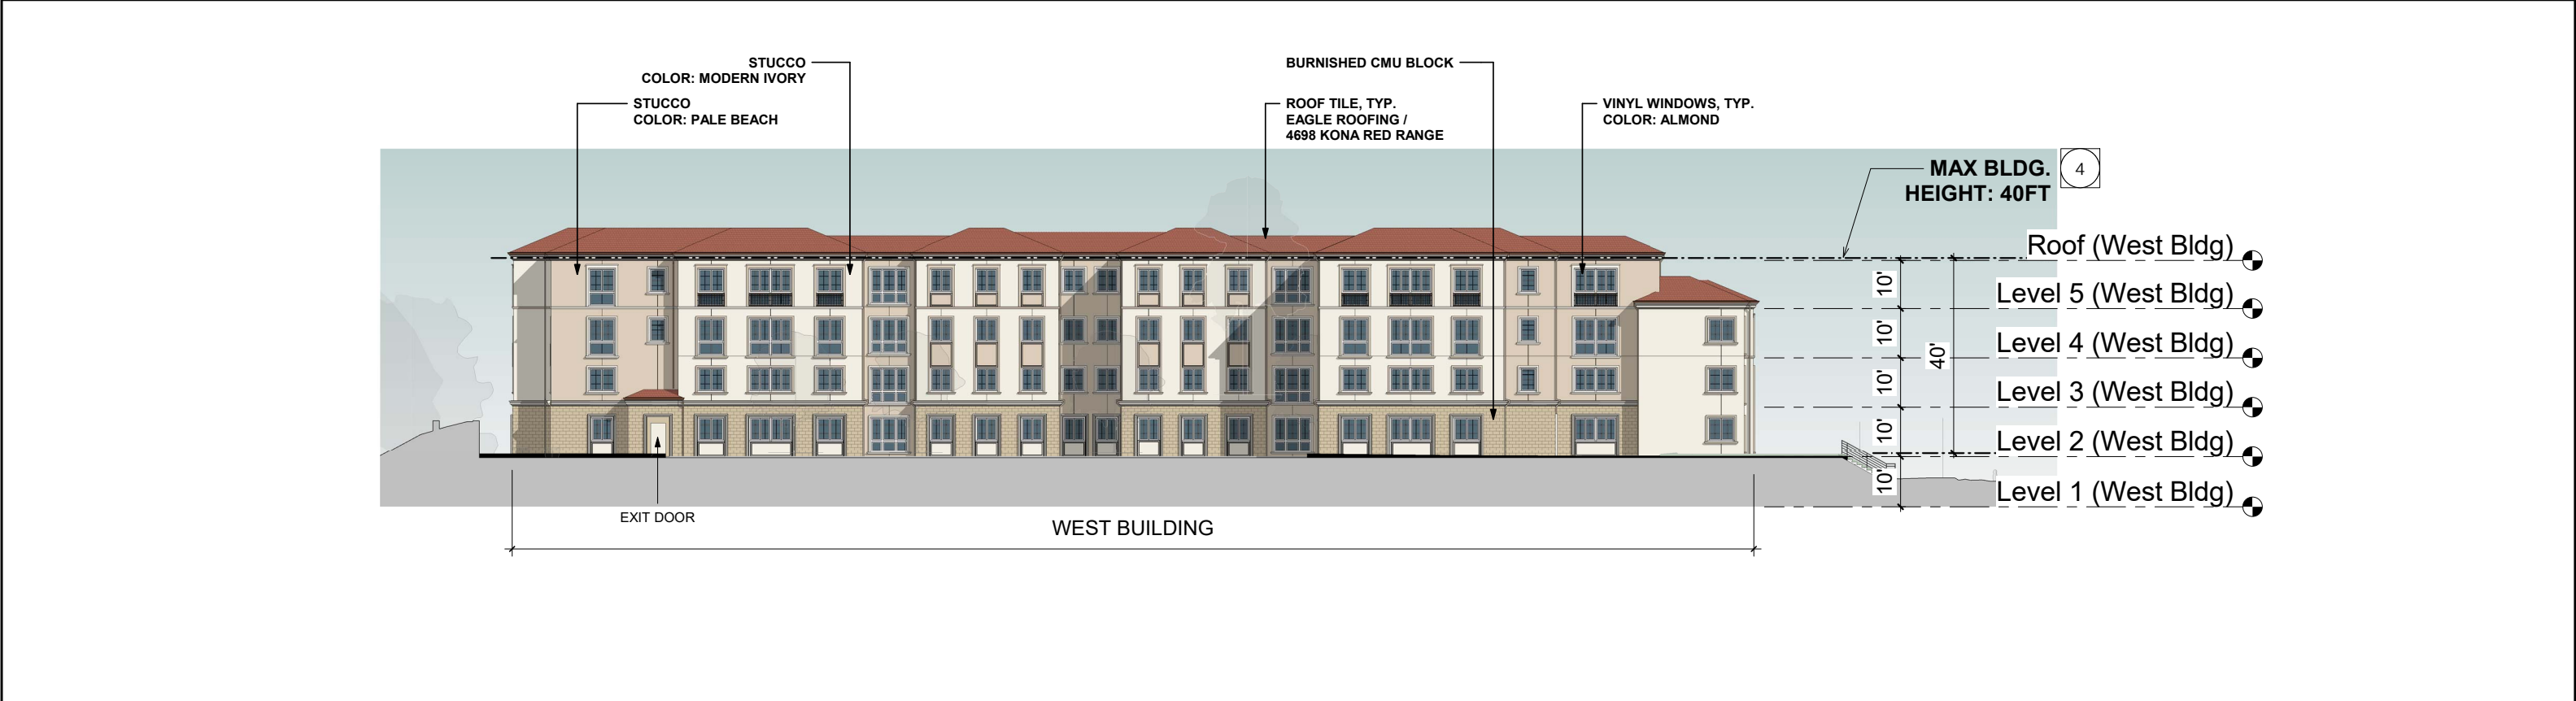 STUCCO
COLOR: MODERN IVORY
STUCCO
COLOR: PALE BEACH
BURNISHED CMU BLOCK
ROOF TILE, TYP.
EAGLE ROOFING /
4698 KONA RED RANGE
VINYL WINDOWS, TYP.
COLOR: ALMOND
MAX BLDG.
HEIGHT: 40FT
4
Roof (West Bldg)
10'
Level 5 (West Bldg)
10'
Level 4 (West Bldg)
40'
10'
Level 3 (West Bldg)
10'
Level 2 (West Bldg)
10'
Level 1 (West Bldg)
EXIT DOOR
WEST BUILDING